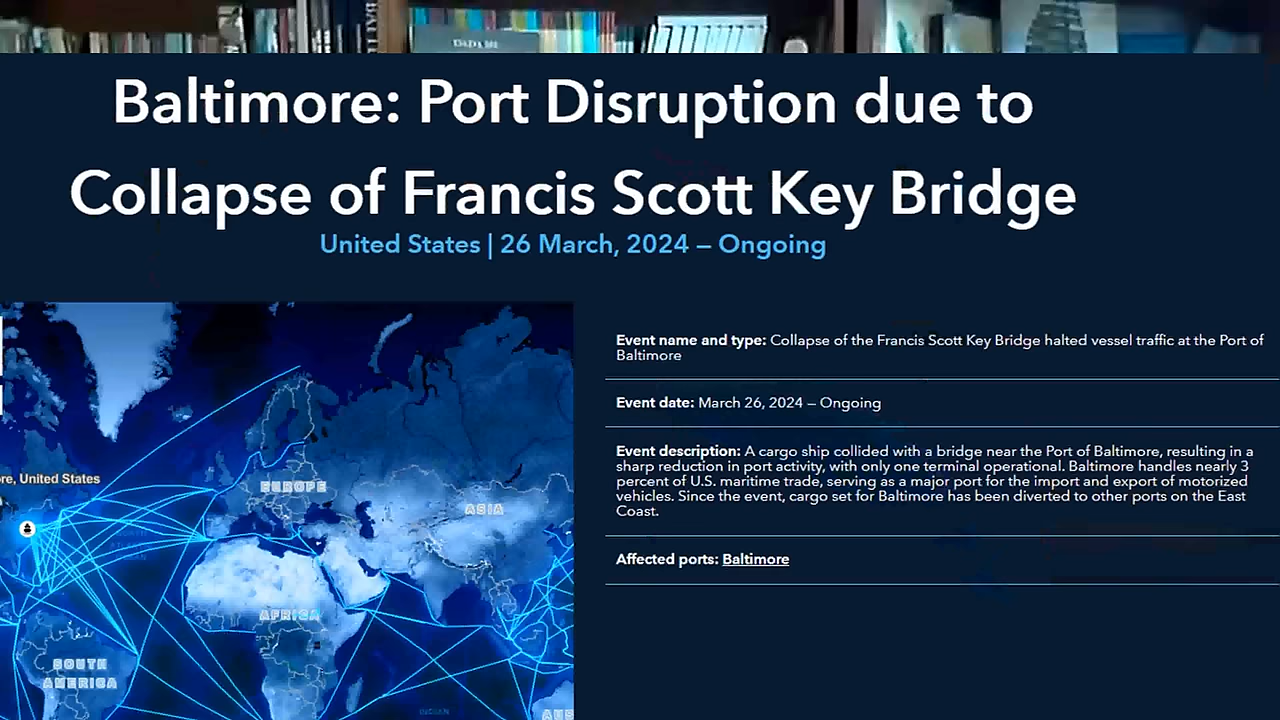 Baltimore: Port Disruption due to
Collapse of Francis Scott Key Bridge
United States | 26 March, 2024 – Ongoing
Event name and type: Collapse of the Francis Scott Key Bridge halted vessel traffic at the Port of
Baltimore
Event date: March 26, 2024 – Ongoing
Event description: A cargo ship collided with a bridge near the Port of Baltimore, resulting in a
sharp reduction in port activity, with only one terminal operational. Baltimore handles nearly 3
percent of U.S. maritime trade, serving as a major port for the import and export of motorized
vehicles. Since the event, cargo set for Baltimore has been diverted to other ports on the East
Coast.
Affected ports: Baltimore
re, United States
EUROPE
ASIA
AFRICA
SOUTH
AMERICA
INDIAN
AUS